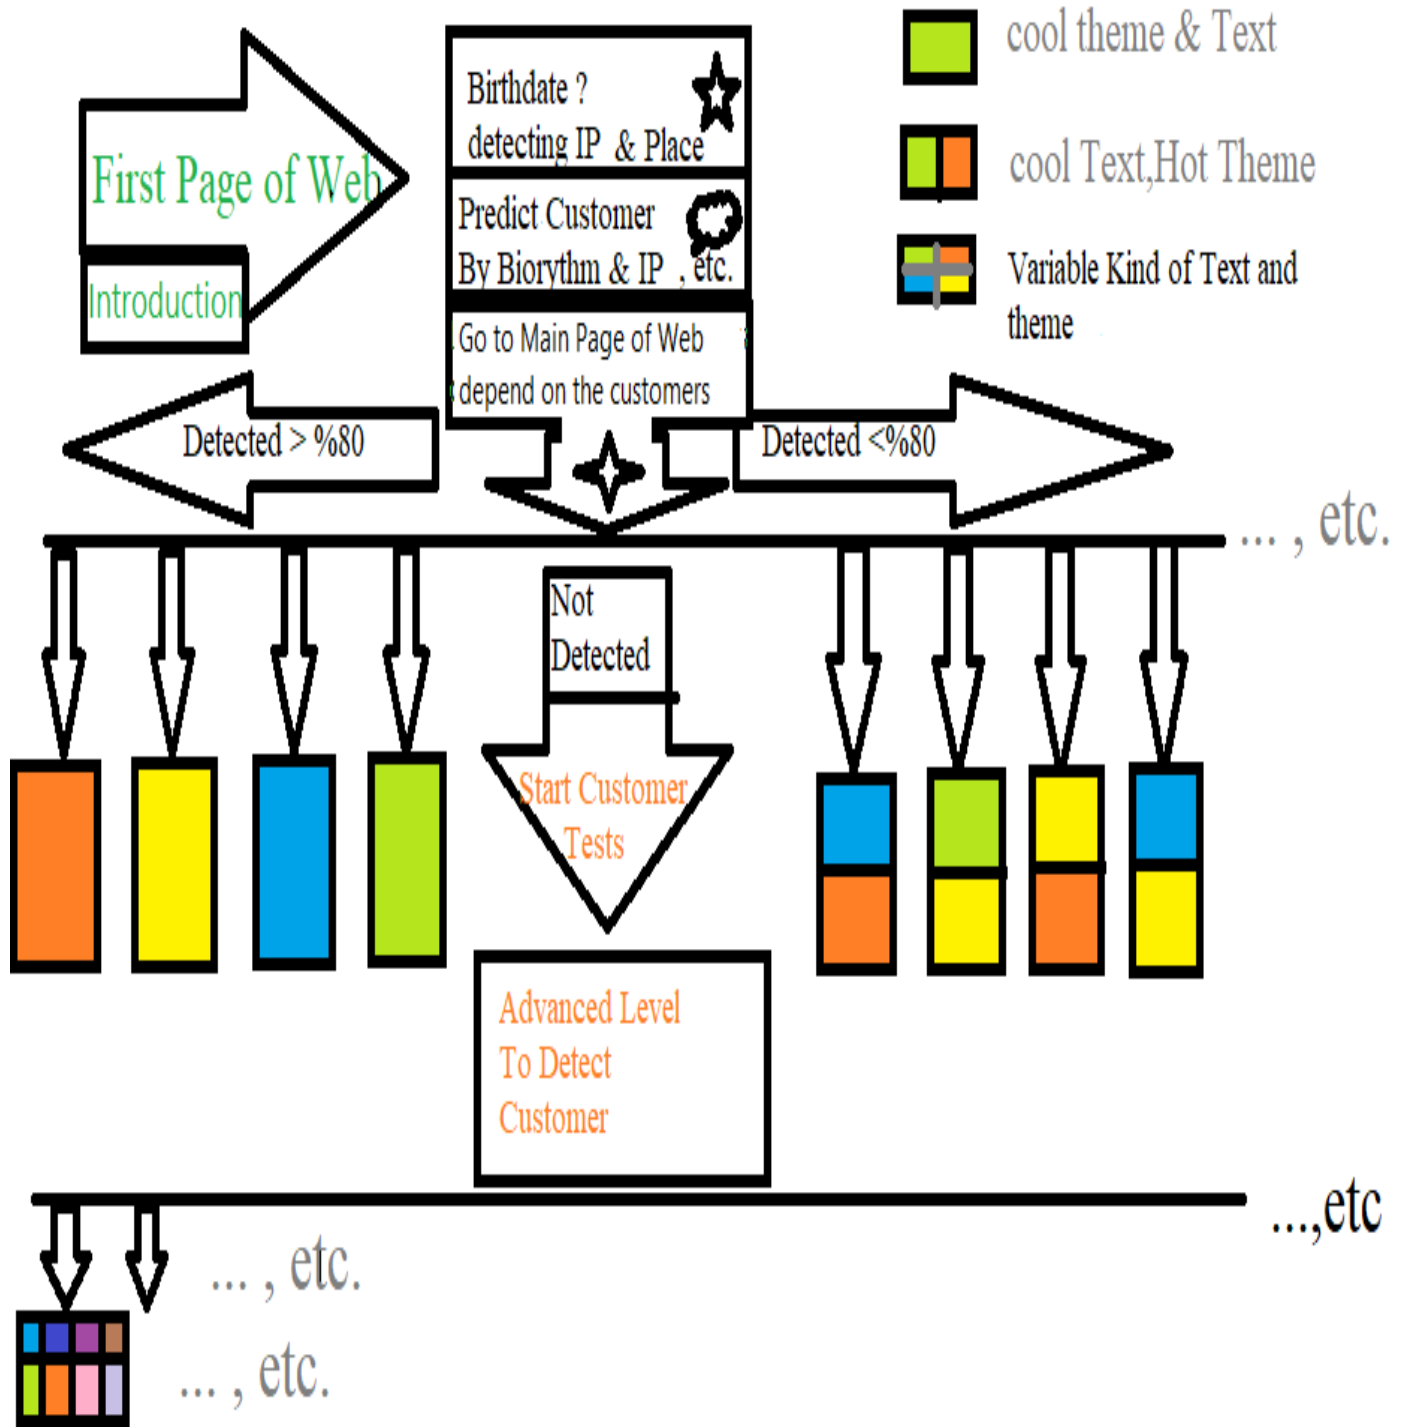 First Page of Web
Introduction
Birthdate ?
detecting IP & Place
Predict Customer
By Biorythm & IP , etc.
Go to Main Page of Web
depend on the customers
cool theme & Text
cool Text,Hot Theme
Variable Kind of Text and
theme
Detected > %80
Detected <%80
... , etc.
Not
Detected
Start Customer
Tests
Advanced Level
To Detect
Customer
...,etc
... , etc.
... , etc.